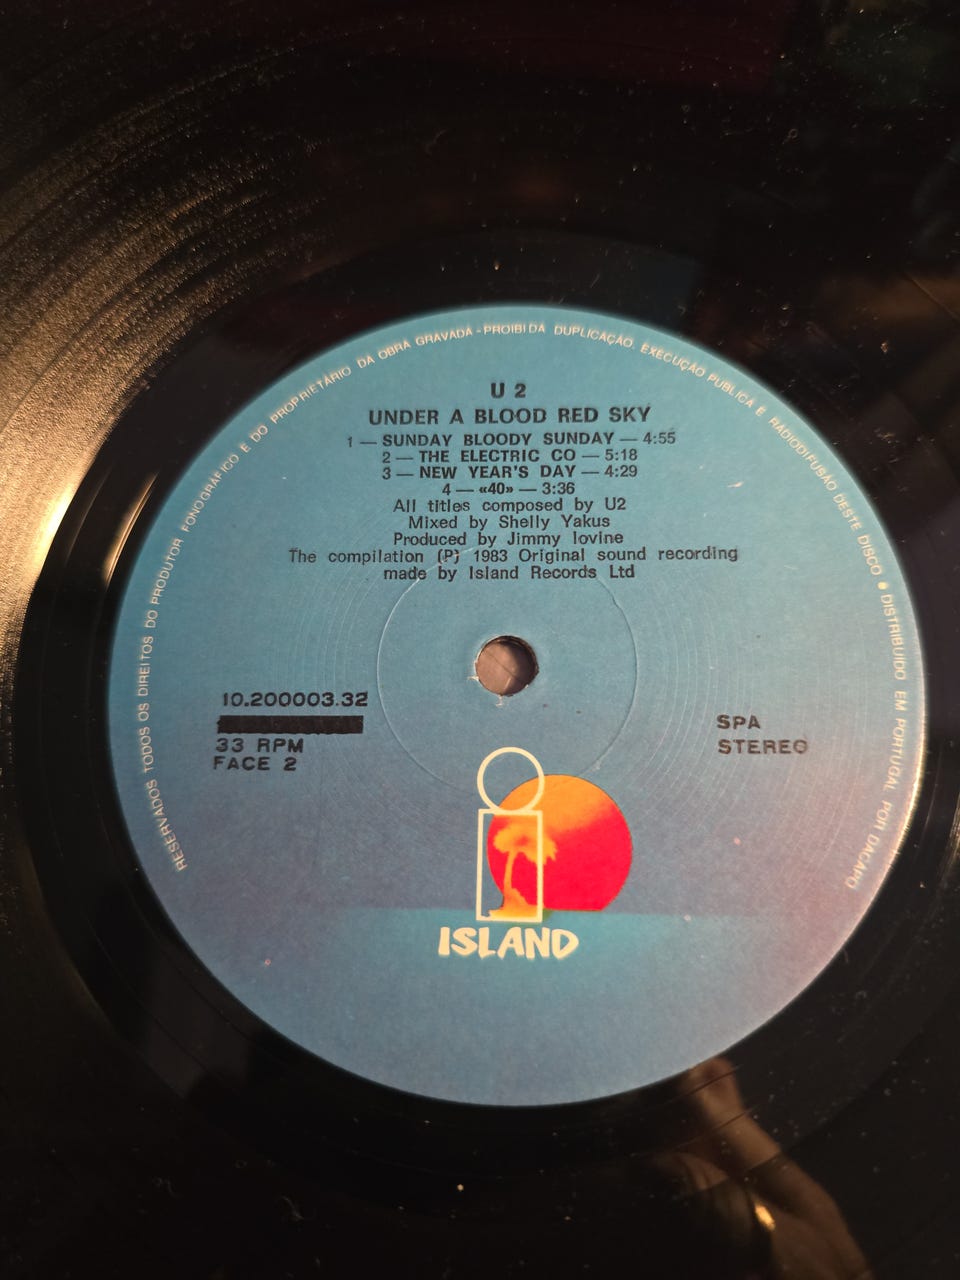 RESERVADOS TODOS OS DIREITOS DO PRODUTOR FONOGRÁFICO E DO PROPRIETÁRIO DA OBRA GRAVADA - PROIBIDA DUPLICAÇÃO, EXECUÇÃO PUBLICA E RADIODIFUSÃO DESTE DISCO • DISTRIBUIDO EM PORTUGAL POR DACAPO
U 2
UNDER A BLOOD RED SKY
1 — SUNDAY BLOODY SUNDAY — 4:55
2 — THE ELECTRIC CO — 5:18
3 — NEW YEAR'S DAY — 4:29
4 — «40» — 3:36
All titles composed by U2
Mixed by Shelly Yakus
Produced by Jimmy Iovine
The compilation (P) 1983 Original sound recording
made by Island Records Ltd
10.200003.32
33 RPM
FACE 2
SPA
STEREO
ISLAND